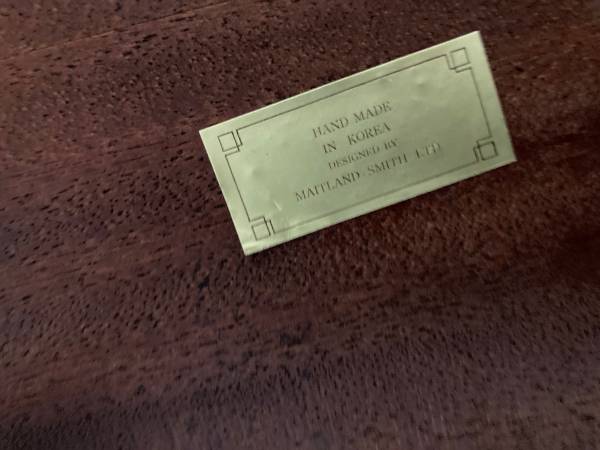 HAND MADE
IN KOREA
DESIGNED BY
MAITLAND-SMITH LTD